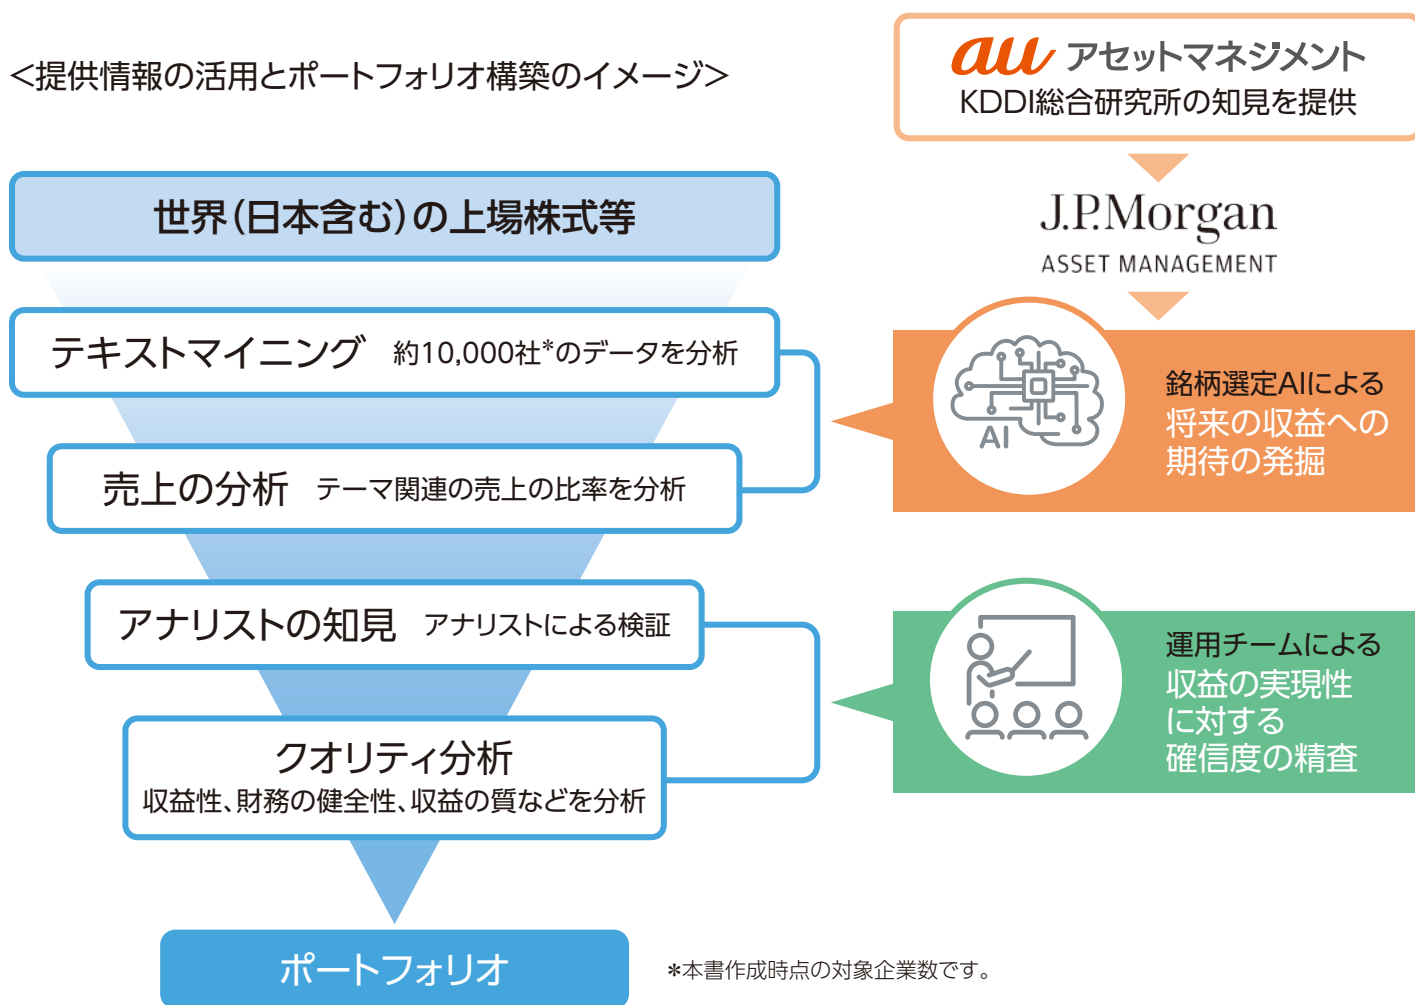 <提供情報の活用とポートフォリオ構築のイメージ>
au アセットマネジメント
KDDI総合研究所の知見を提供
J.P.Morgan
ASSET MANAGEMENT
世界(日本含む)の上場株式等
テキストマイニング 約10,000社*のデータを分析
売上の分析 テーマ関連の売上の比率を分析
AI
銘柄選定AIによる
将来の収益への
期待の発掘
アナリストの知見 アナリストによる検証
クオリティ分析
収益性、財務の健全性、収益の質などを分析
運用チームによる
収益の実現性
に対する
確信度の精査
ポートフォリオ
*本書作成時点の対象企業数です。